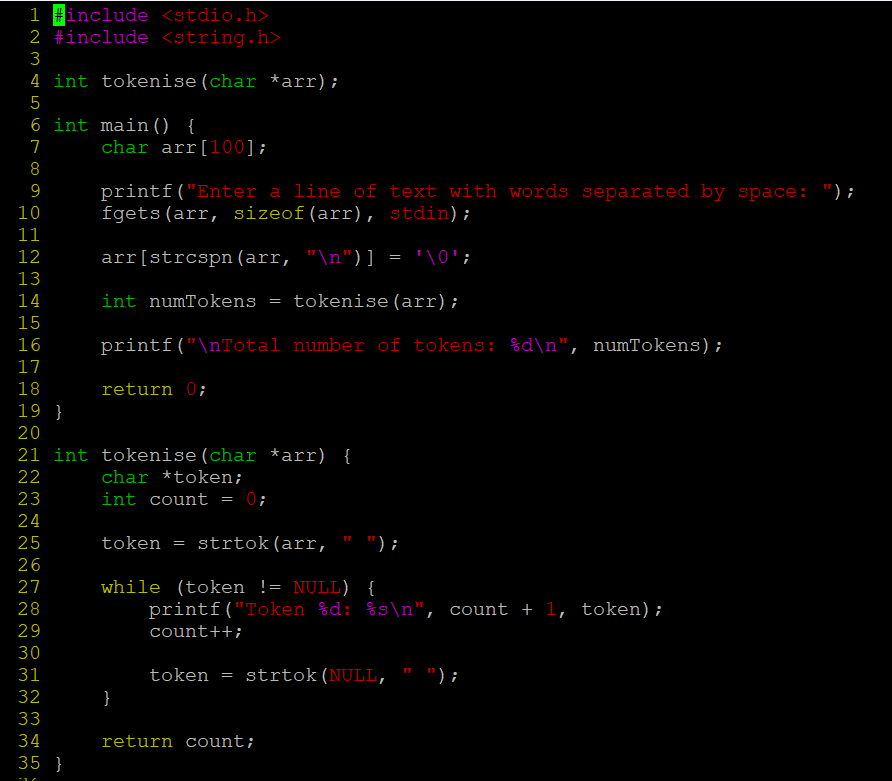 1 #include <stdio.h>
2 #include <string.h>
3
4 int tokenise(char *arr);
5
6 int main() {
7     char arr[100];
8
9     printf("Enter a line of text with words separated by space: ");
10     fgets(arr, sizeof(arr), stdin);
11
12     arr[strcspn(arr, "\n")] = '\0';
13
14     int numTokens = tokenise(arr);
15
16     printf("\nTotal number of tokens: %d\n", numTokens);
17
18     return 0;
19 }
20
21 int tokenise(char *arr) {
22     char *token;
23     int count = 0;
24
25     token = strtok(arr, " ");
26
27     while (token != NULL) {
28         printf("Token %d: %s\n", count + 1, token);
29         count++;
30
31         token = strtok(NULL, " ");
32     }
33
34     return count;
35 }